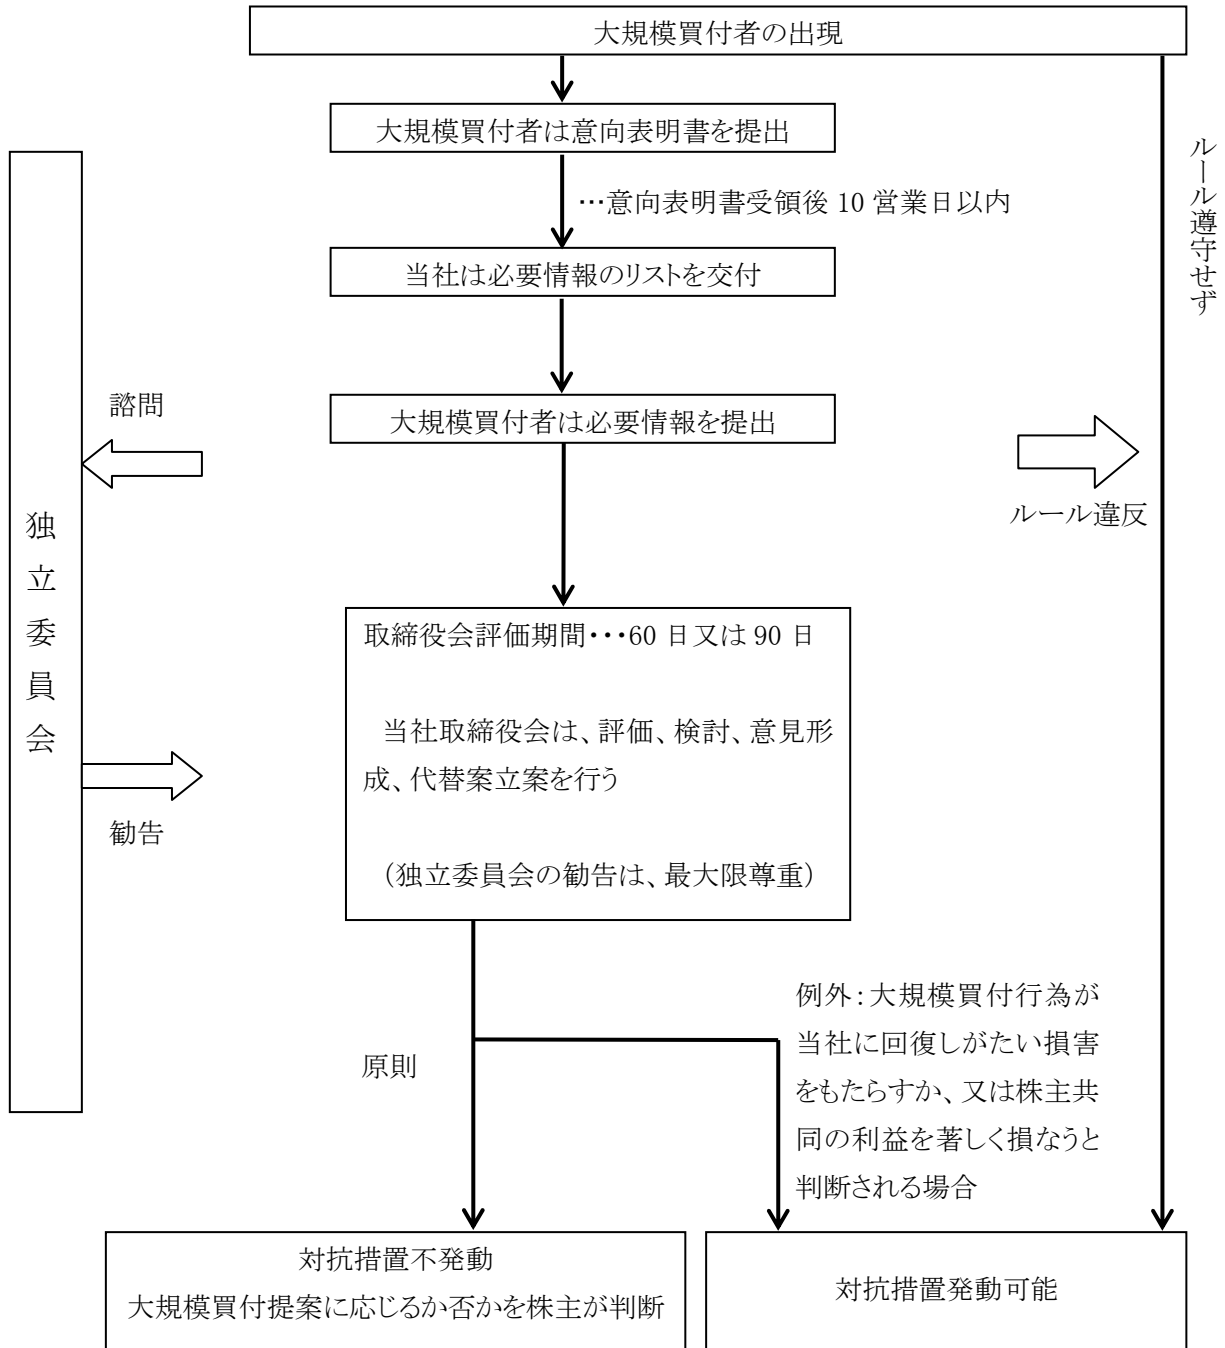 大規模買付者の出現
大規模買付者は意向表明書を提出
…意向表明書受領後 10 営業日以内
当社は必要情報のリストを交付
ルール遵守せず
諮問
大規模買付者は必要情報を提出
ルール違反
独立委員会
取締役会評価期間・・・60 日又は 90 日
当社取締役会は、評価、検討、意見形
成、代替案立案を行う
(独立委員会の勧告は、最大限尊重)
勧告
原則
例外:大規模買付行為が
当社に回復しがたい損害
をもたらすか、又は株主共
同の利益を著しく損なうと
判断される場合
対抗措置不発動
大規模買付提案に応じるか否かを株主が判断
対抗措置発動可能